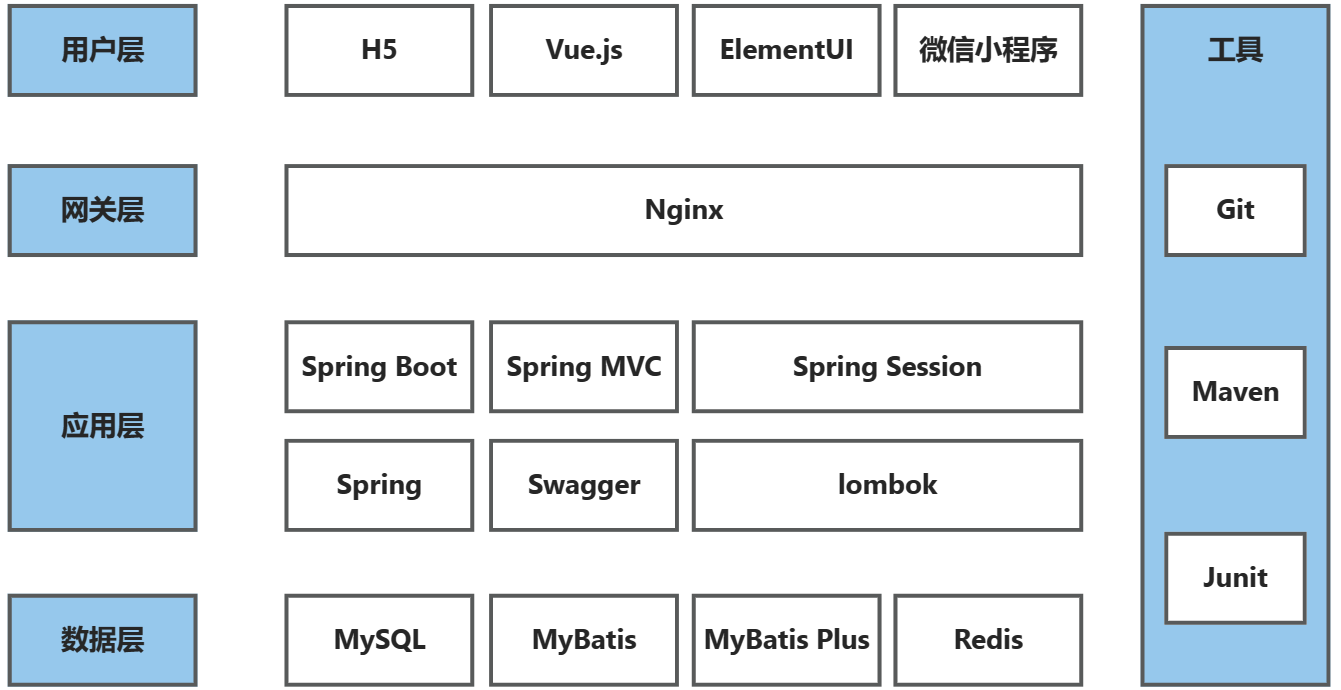 用户层
H5
Vue.js
ElementUI
微信小程序
工具
网关层
Nginx
Git
应用层
Spring Boot
Spring MVC
Spring Session
Maven
Spring
Swagger
lombok
Junit
数据层
MySQL
MyBatis
MyBatis Plus
Redis